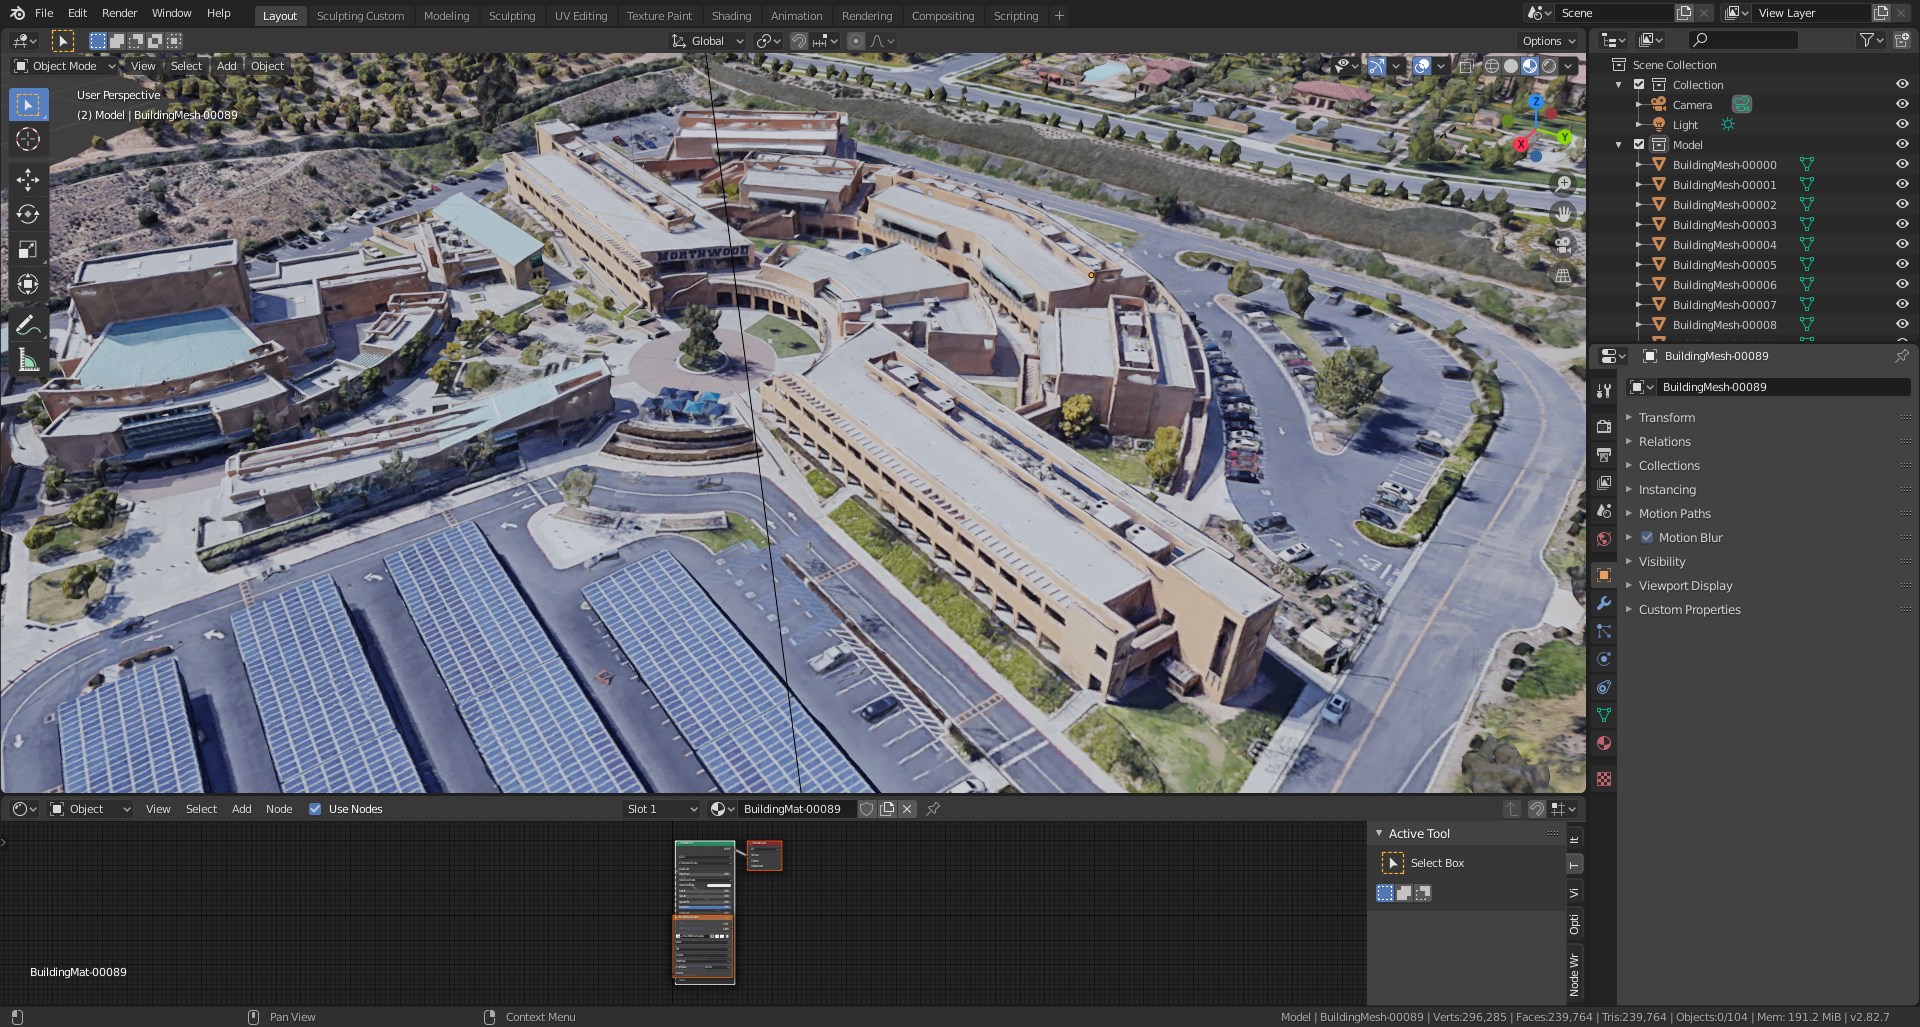 File Edit Render Window Help Layout Sculpting Custom Modeling Sculpting UV Editing Texture Paint Shading Animation Rendering Compositing Scripting + Scene View Layer
Global Options
Object Mode View Select Add Object
User Perspective
(2) Model | BuildingMesh-00089
Z
Y
X
NORTHWOOD
Scene Collection
Collection
Camera
Light
Model
BuildingMesh-00000
BuildingMesh-00001
BuildingMesh-00002
BuildingMesh-00003
BuildingMesh-00004
BuildingMesh-00005
BuildingMesh-00006
BuildingMesh-00007
BuildingMesh-00008
BuildingMesh-00089
BuildingMesh-00089
Transform
Relations
Collections
Instancing
Motion Paths
Motion Blur
Visibility
Viewport Display
Custom Properties
Object View Select Add Node Use Nodes Slot 1 BuildingMat-00089
Active Tool
Select Box
It
T
Vi
Opti
Node Wr
BuildingMat-00089
Pan View Context Menu Model | BuildingMesh-00089 | Verts:296,285 | Faces:239,764 | Tris:239,764 | Objects:0/104 | Mem: 191.2 MiB | v2.82.7